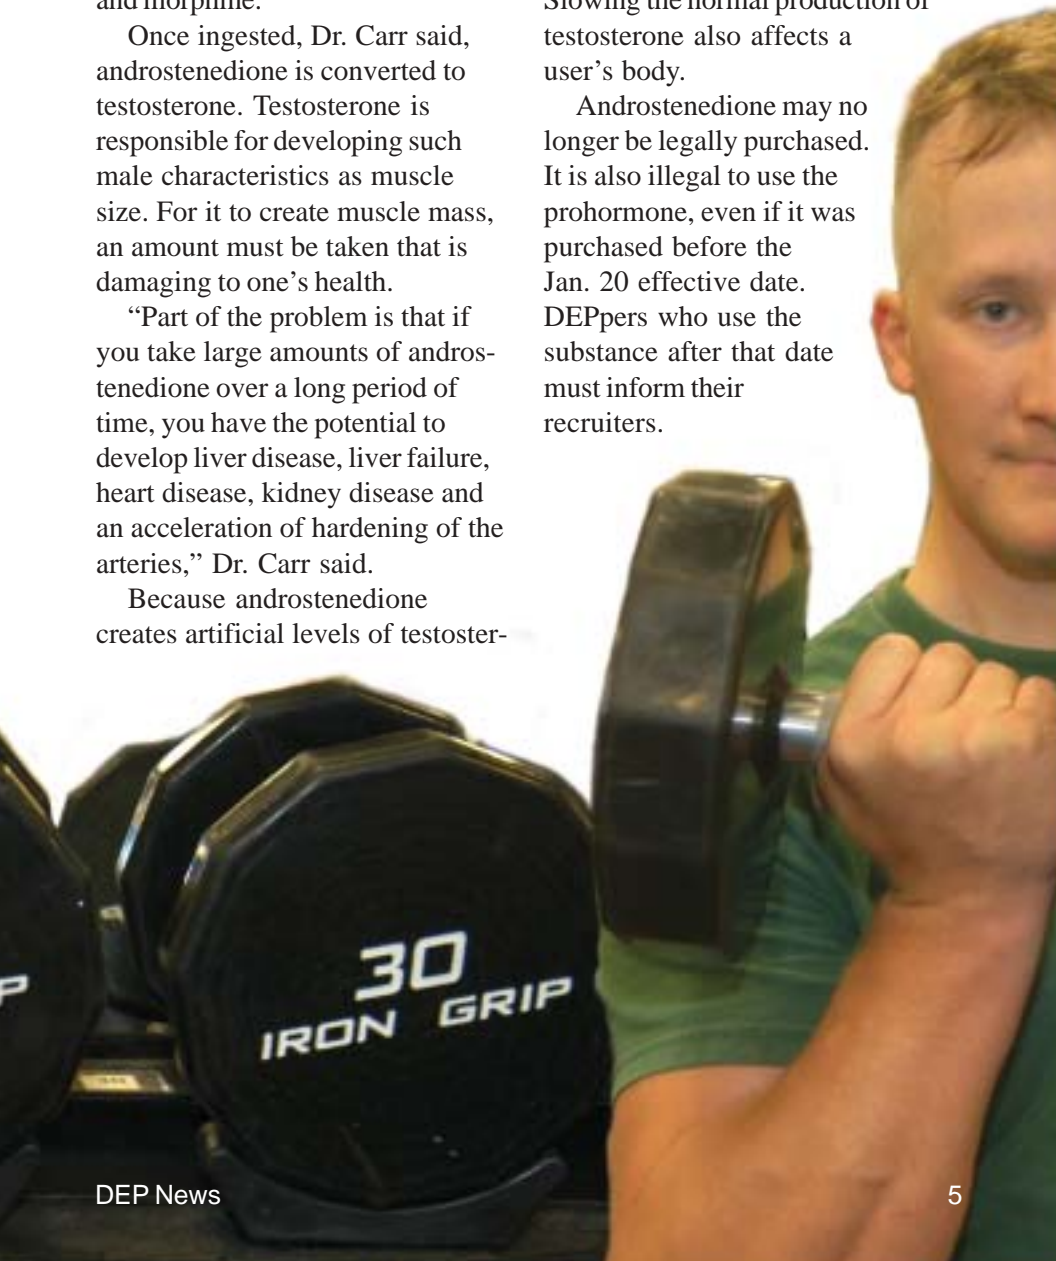 and morphine.
Once ingested, Dr. Carr said,
androstenedione is converted to
testosterone. Testosterone is
responsible for developing such
male characteristics as muscle
size. For it to create muscle mass,
an amount must be taken that is
damaging to one’s health.
“Part of the problem is that if
you take large amounts of andros-
tenedione over a long period of
time, you have the potential to
develop liver disease, liver failure,
heart disease, kidney disease and
an acceleration of hardening of the
arteries,” Dr. Carr said.
Because androstenedione
creates artificial levels of testoster-
Slowing the normal production of
testosterone also affects a
user’s body.
Androstenedione may no
longer be legally purchased.
It is also illegal to use the
prohormone, even if it was
purchased before the
Jan. 20 effective date.
DEPpers who use the
substance after that date
must inform their
recruiters.
P
30
IRON GRIP
DEP News
5